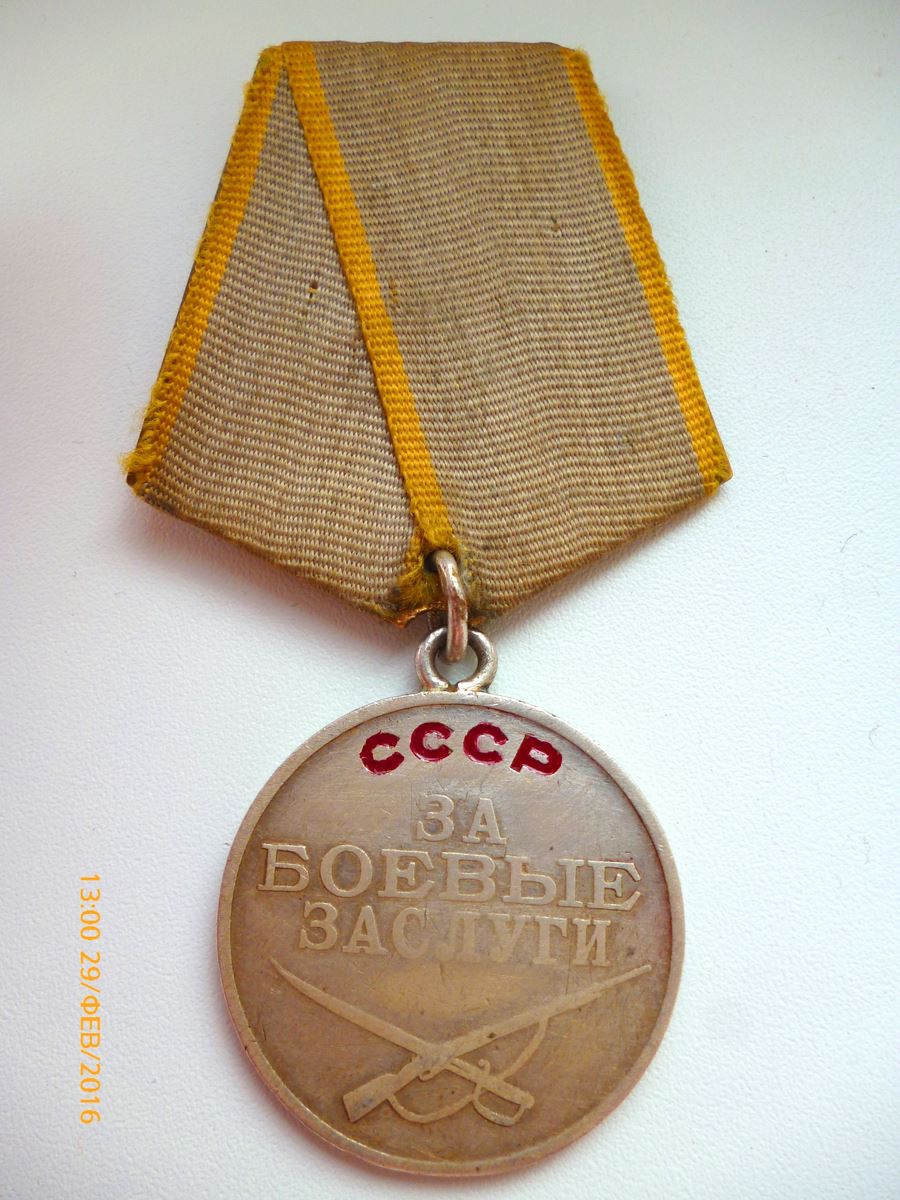 СССР
ЗА
БОЕВЫЕ
ЗАСЛУГИ
13:00 29/ФЕВ/2016